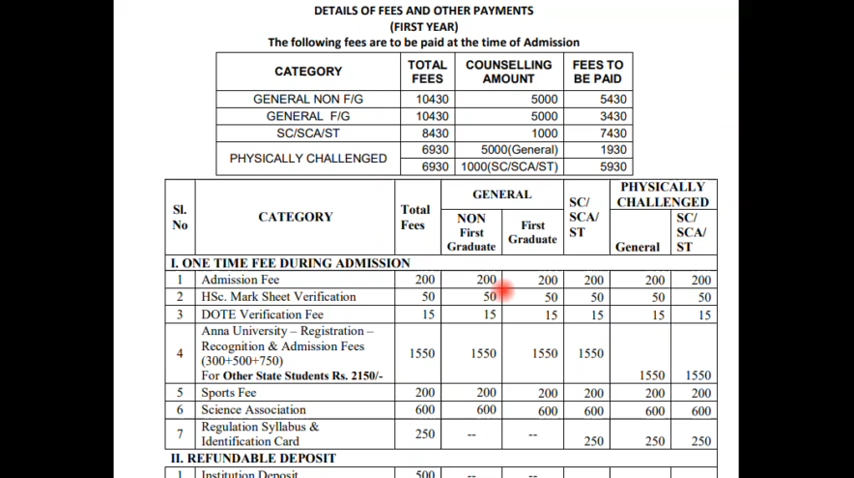 DETAILS OF FEES AND OTHER PAYMENTS
(FIRST YEAR)
The following fees are to be paid at the time of Admission
CATEGORY TOTAL FEES COUNSELLING AMOUNT FEES TO BE PAID
GENERAL NON F/G 10430 5000 5430
GENERAL F/G 10430 5000 3430
SC/SCA/ST 8430 1000 7430
PHYSICALLY CHALLENGED 6930 5000(General) 1930
6930 1000(SC/SCA/ST) 5930
Sl. No CATEGORY Total Fees GENERAL SC/ SCA/ ST PHYSICALLY CHALLENGED
NON First Graduate First Graduate General SC/ SCA/ ST
I. ONE TIME FEE DURING ADMISSION
1 Admission Fee 200 200 200 200 200 200
2 HSc. Mark Sheet Verification 50 50 50 50 50 50
3 DOTE Verification Fee 15 15 15 15 15 15
4 Anna University – Registration –
Recognition & Admission Fees
(300+500+750) 1550 1550 1550 1550
For Other State Students Rs. 2150/- 1550 1550
5 Sports Fee 200 200 200 200 200 200
6 Science Association 600 600 600 600 600 600
7 Regulation Syllabus &
Identification Card 250 -- -- 250 250 250
II. REFUNDABLE DEPOSIT
1 Institution Deposit 500 -- --